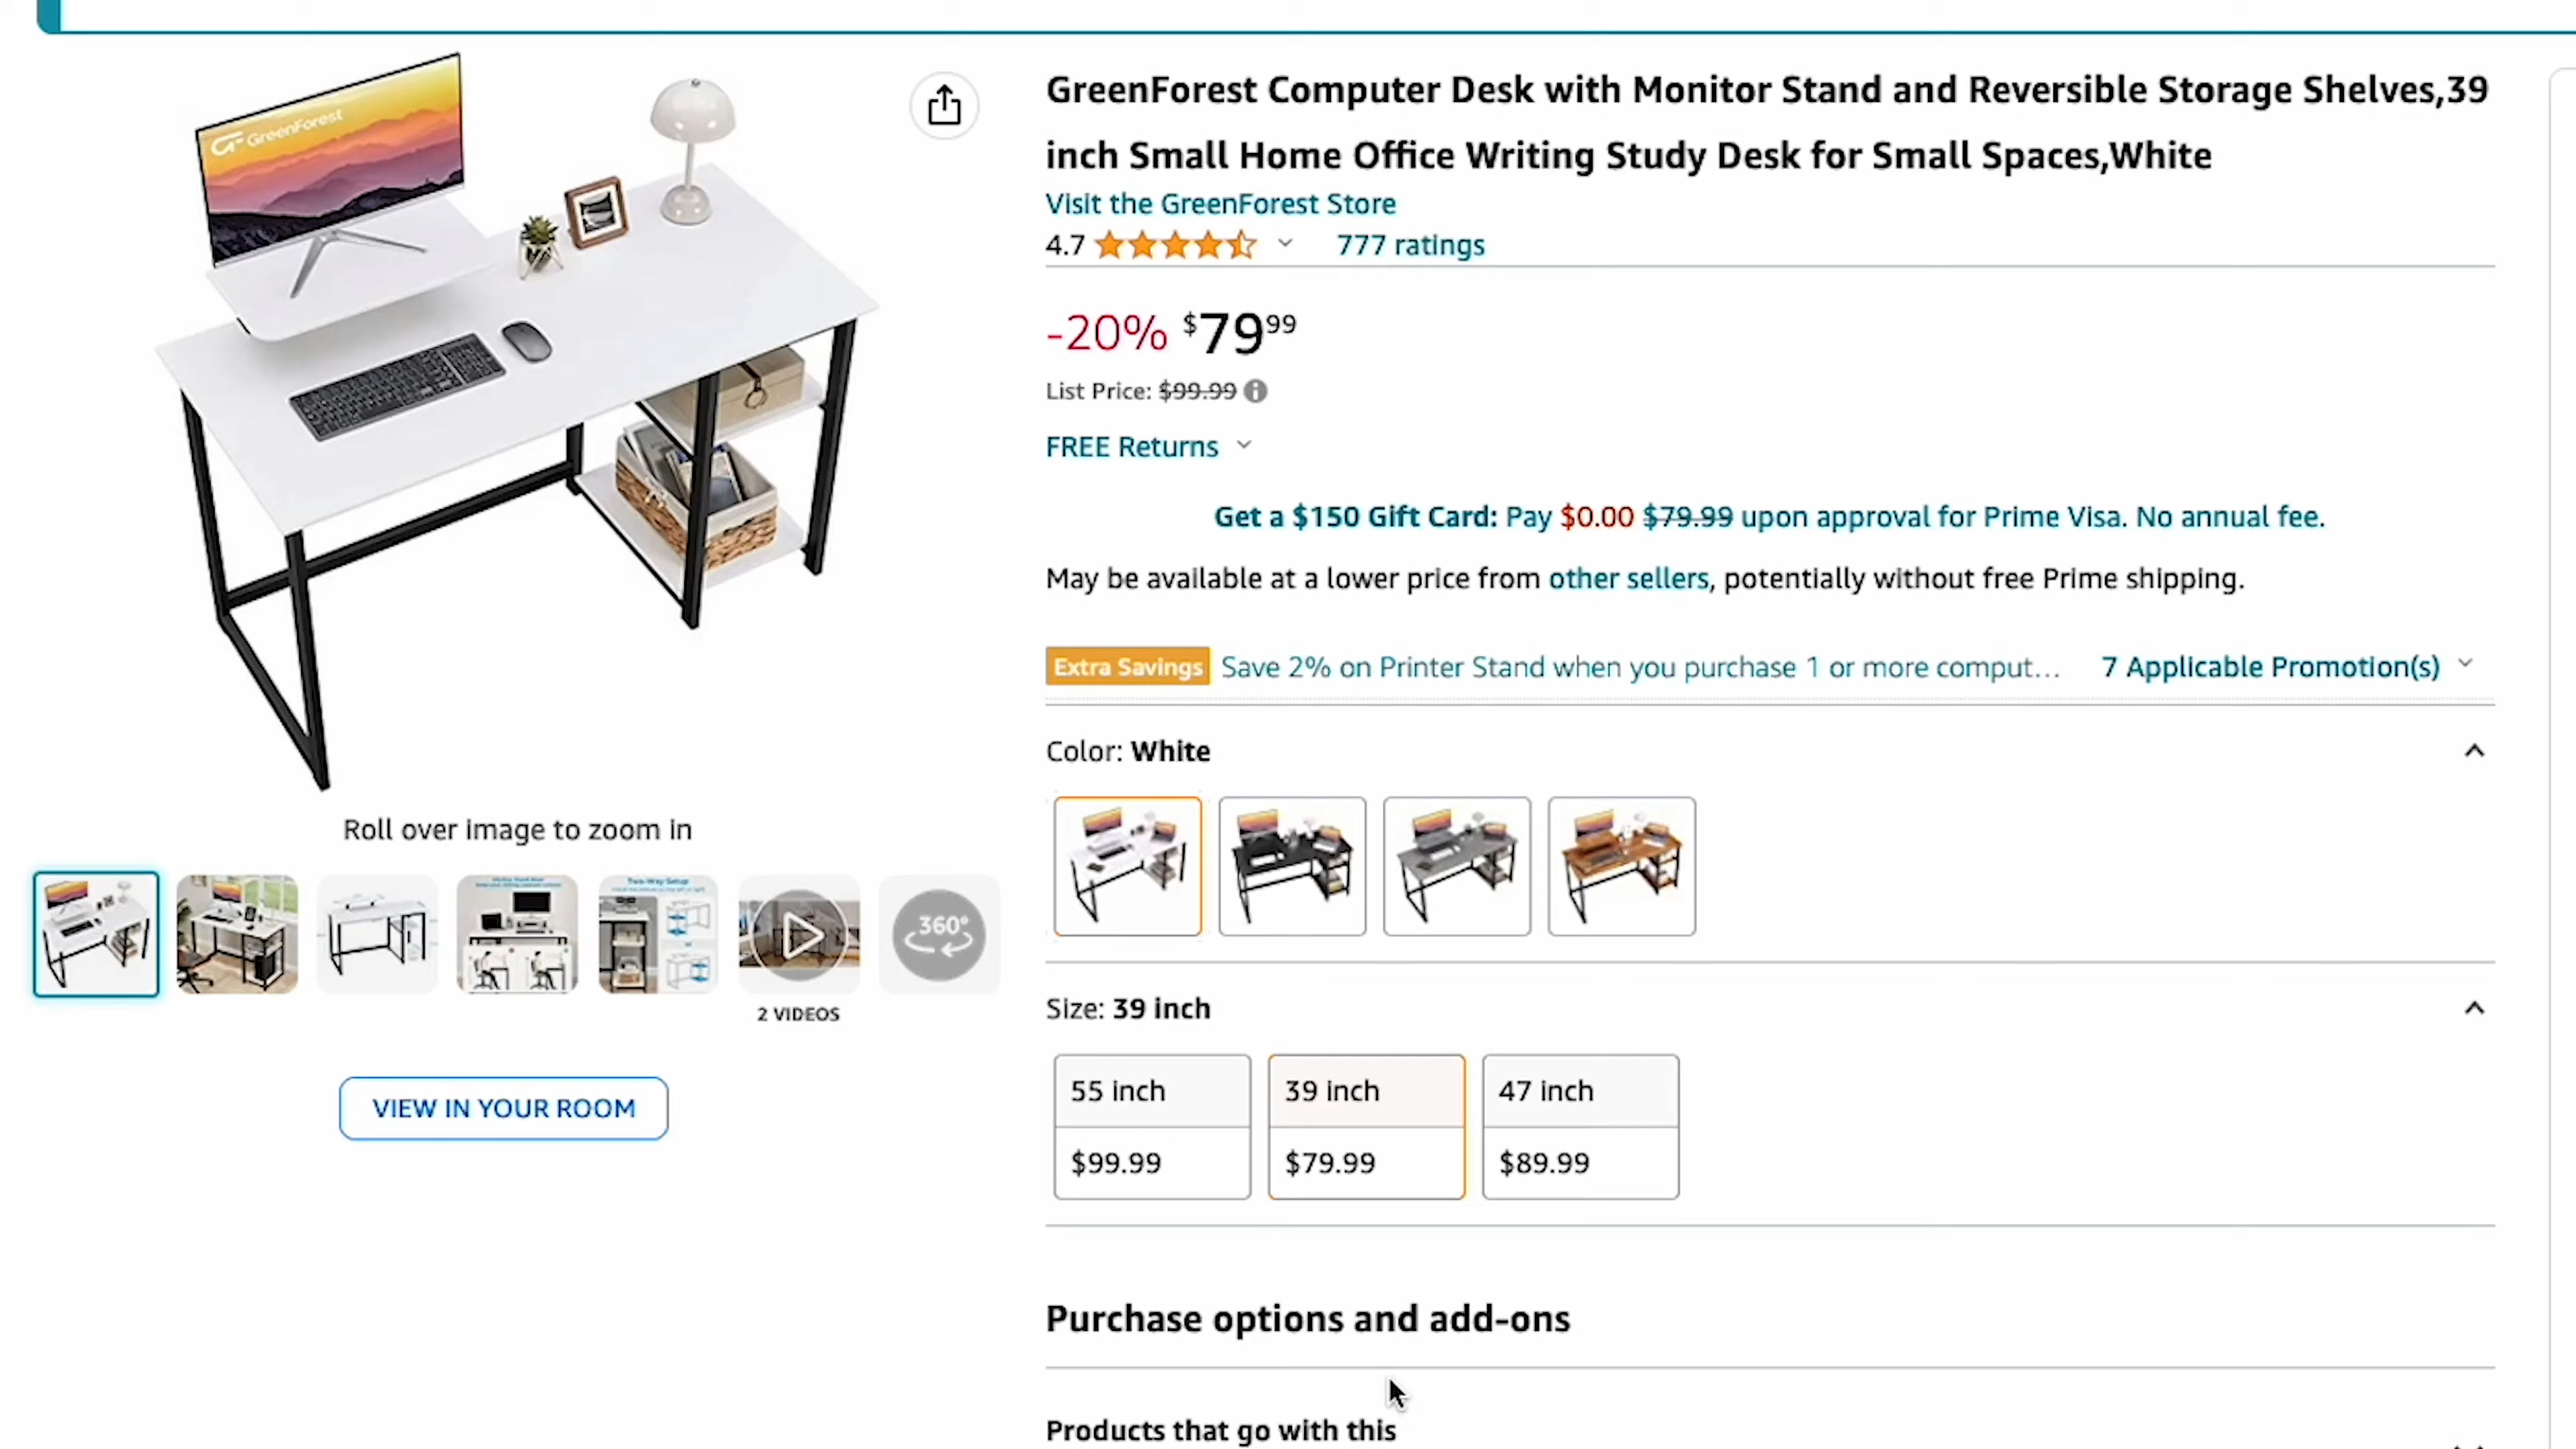 GreenForest
GreenForest Computer Desk with Monitor Stand and Reversible Storage Shelves,39
inch Small Home Office Writing Study Desk for Small Spaces,White
Visit the GreenForest Store
4.7 777 ratings
-20% $79 99
List Price: $99.99
FREE Returns
Get a $150 Gift Card: Pay $0.00 $79.99 upon approval for Prime Visa. No annual fee.
May be available at a lower price from other sellers, potentially without free Prime shipping.
Extra Savings Save 2% on Printer Stand when you purchase 1 or more comput... 7 Applicable Promotion(s)
Color: White
Roll over image to zoom in
Two-Way Setup
360°
2 VIDEOS
VIEW IN YOUR ROOM
Size: 39 inch
55 inch 39 inch 47 inch
$99.99 $79.99 $89.99
Purchase options and add-ons
Products that go with this